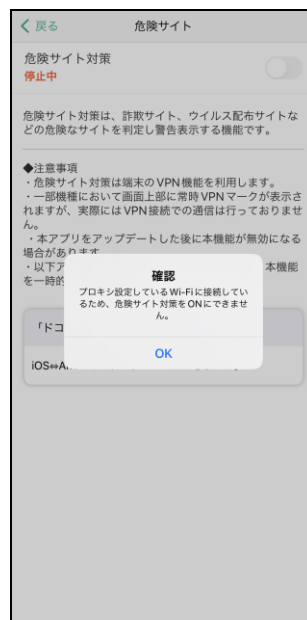 戻る
危険サイト
危険サイト対策
停止中
危険サイト対策は、詐欺サイト、ウイルス配布サイトな
どの危険なサイトを判定し警告表示する機能です。
◆注意事項
・危険サイト対策は端末のVPN機能を利用します。
・一部機種において画面上部に常時VPNマークが表示さ
れますが、実際にはVPN接続での通信は行っておりませ
ん。
・本アプリをアップデートした後に本機能が無効になる
場合があります
・以下ア
本機能
を一時的
確認
プロキシ設定しているWi-Fiに接続してい
るため、危険サイト対策をONにできませ
ん。
OK
「ドコ
iOS⇔A